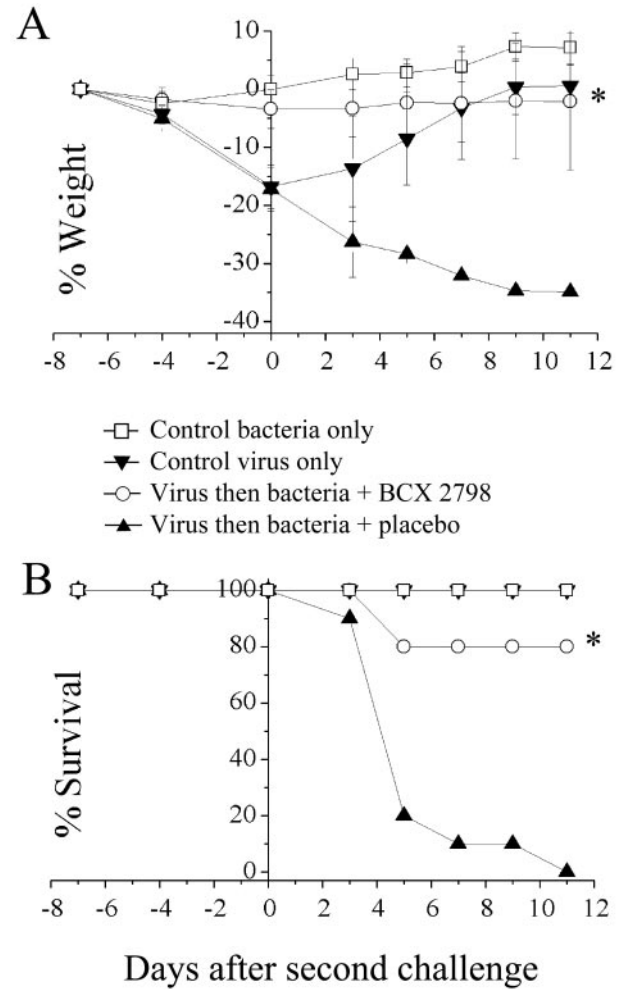 A
10
0
-10
-20
-30
-40
% Weight
*
-8 -6 -4 -2 0 2 4 6 8 10 12
Control bacteria only
Control virus only
Virus then bacteria + BCX 2798
Virus then bacteria + placebo
B
100
80
60
40
20
0
% Survival
*
-8 -6 -4 -2 0 2 4 6 8 10 12
Days after second challenge